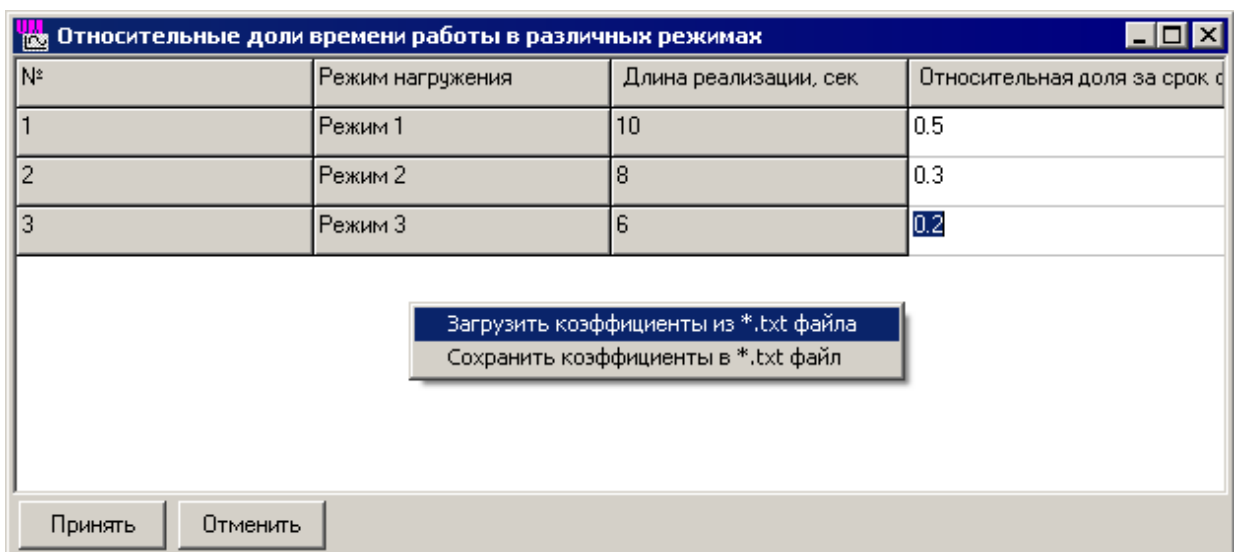 Относительные доли времени работы в различных режимах
№ Режим нагружения Длина реализации, сек Относительная доля за срок с
1 Режим 1 10 0.5
2 Режим 2 8 0.3
3 Режим 3 6 0.2
Загрузить коэффициенты из *.txt файла
Сохранить коэффициенты в *.txt файл
Принять Отменить